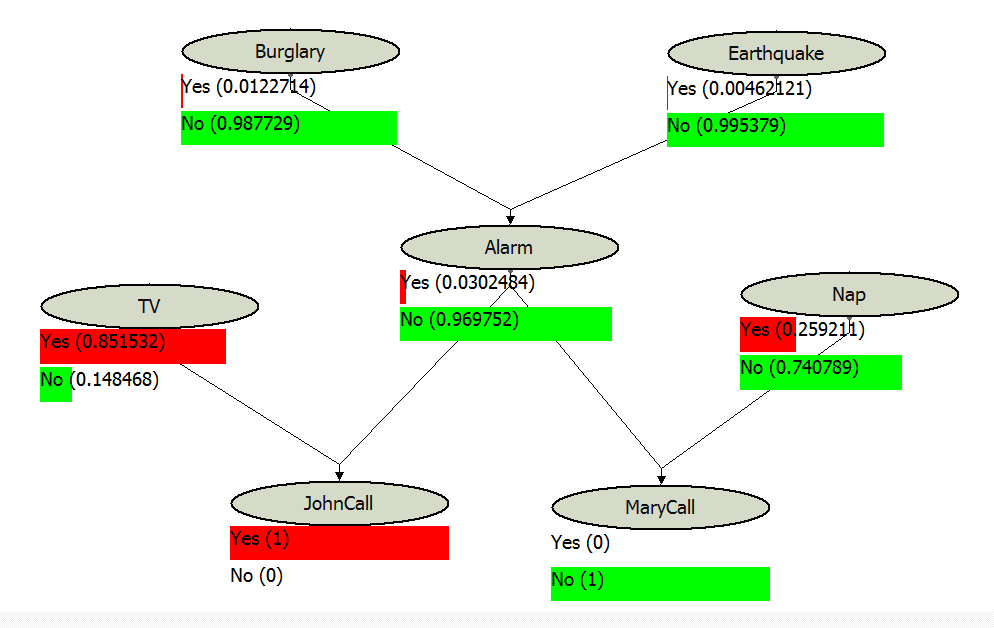 Burglary
Yes (0.0122714)
No (0.987729)
Earthquake
Yes (0.00462121)
No (0.995379)
Alarm
Yes (0.0302484)
No (0.969752)
TV
Yes (0.851532)
No (0.148468)
Nap
Yes (0.259211)
No (0.740789)
JohnCall
Yes (1)
No (0)
MaryCall
Yes (0)
No (1)